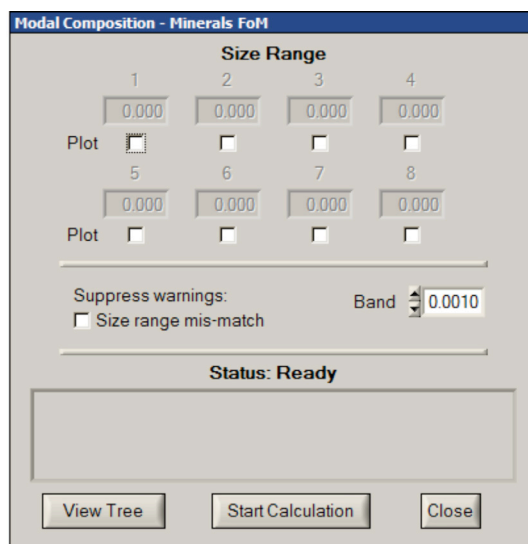 Modal Composition - Minerals FoM
Size Range
1 2 3 4
0.000 0.000 0.000 0.000
Plot
5 6 7 8
0.000 0.000 0.000 0.000
Plot
Suppress warnings:
Band 0.0010
Size range mis-match
Status: Ready
View Tree Start Calculation Close